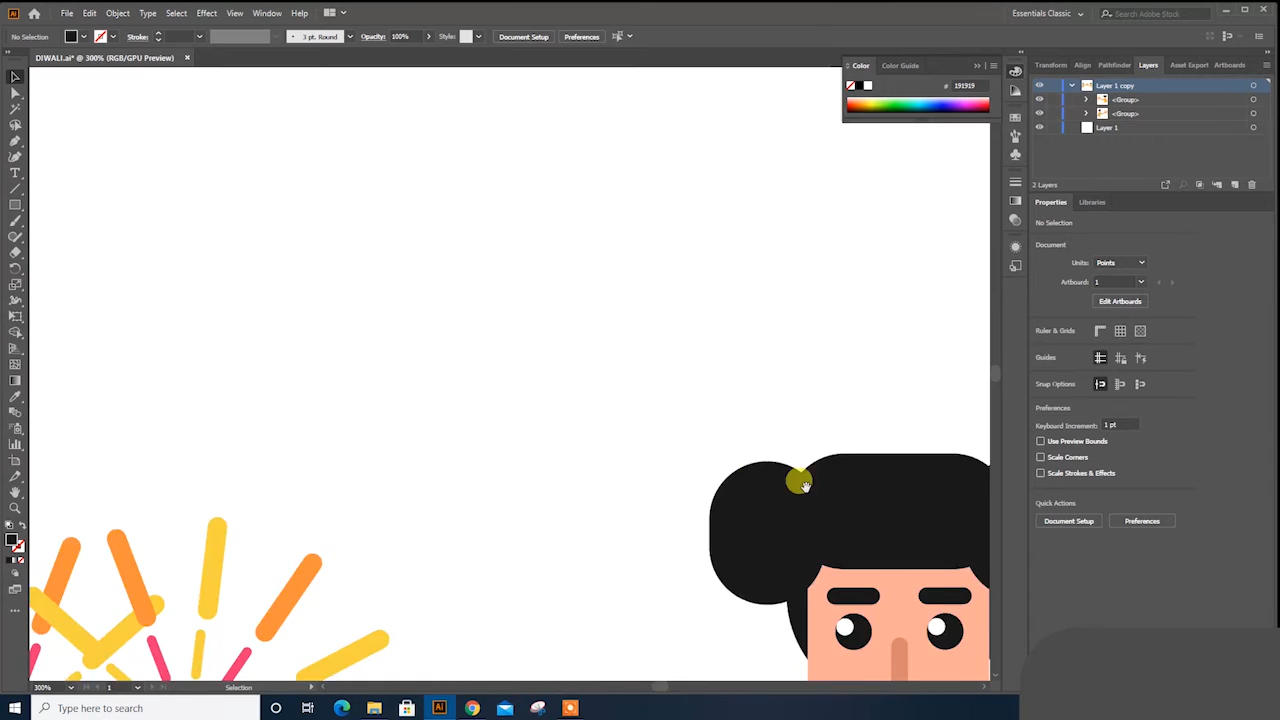 Ai File Edit Object Type Select Effect View Window Help Essentials Classic Search Adobe Stock
No Selection Stroke: 3 pt. Round Opacity: 100% Style: Document Setup Preferences
DIWALI.ai* @ 300% (RGB/GPU Preview)
Color Color Guide
# 191919
Transform Align Pathfinder Layers Asset Export Artboards
Layer 1 copy
<Group>
<Group>
Layer 1
2 Layers
Properties Libraries
No Selection
Document
Units: Points
Artboard: 1
Edit Artboards
Ruler & Grids
Guides
Snap Options
Preferences
Keyboard Increment: 1 pt
Use Preview Bounds
Scale Corners
Scale Strokes & Effects
Quick Actions
Document Setup Preferences
300% 1 Selection
Type here to search Ai